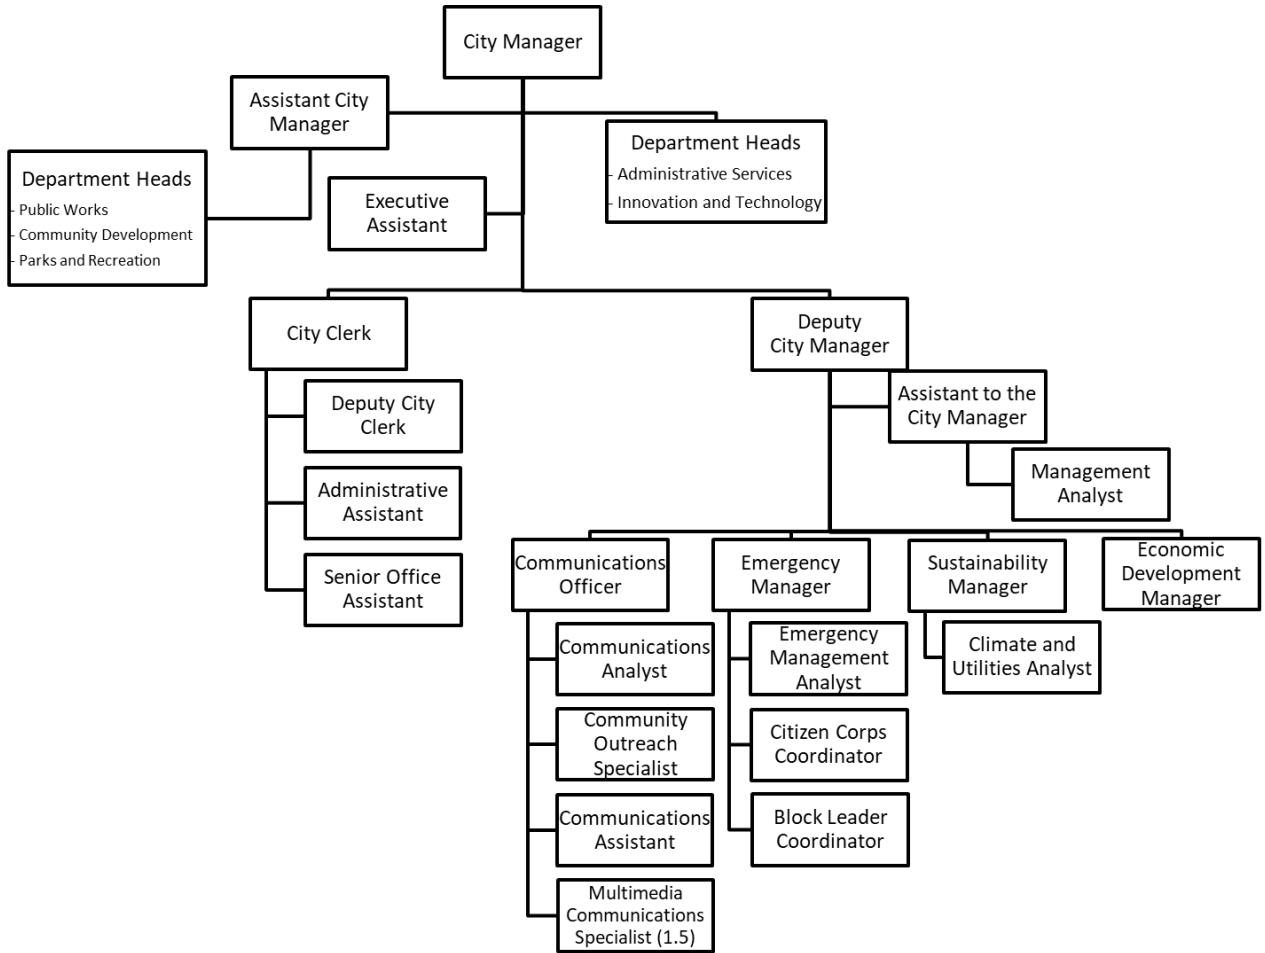 City Manager
Assistant City
Manager
Department Heads
- Administrative Services
- Innovation and Technology
Department Heads
- Public Works
- Community Development
- Parks and Recreation
Executive
Assistant
City Clerk
Deputy
City Manager
Deputy City
Clerk
Administrative
Assistant
Senior Office
Assistant
Assistant to the
City Manager
Management
Analyst
Communications
Officer
Emergency
Manager
Sustainability
Manager
Economic
Development
Manager
Communications
Analyst
Community
Outreach
Specialist
Communications
Assistant
Multimedia
Communications
Specialist (1.5)
Emergency
Management
Analyst
Citizen Corps
Coordinator
Block Leader
Coordinator
Climate and
Utilities Analyst